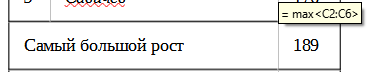 = max<C2:C6>
Самый большой рост 189